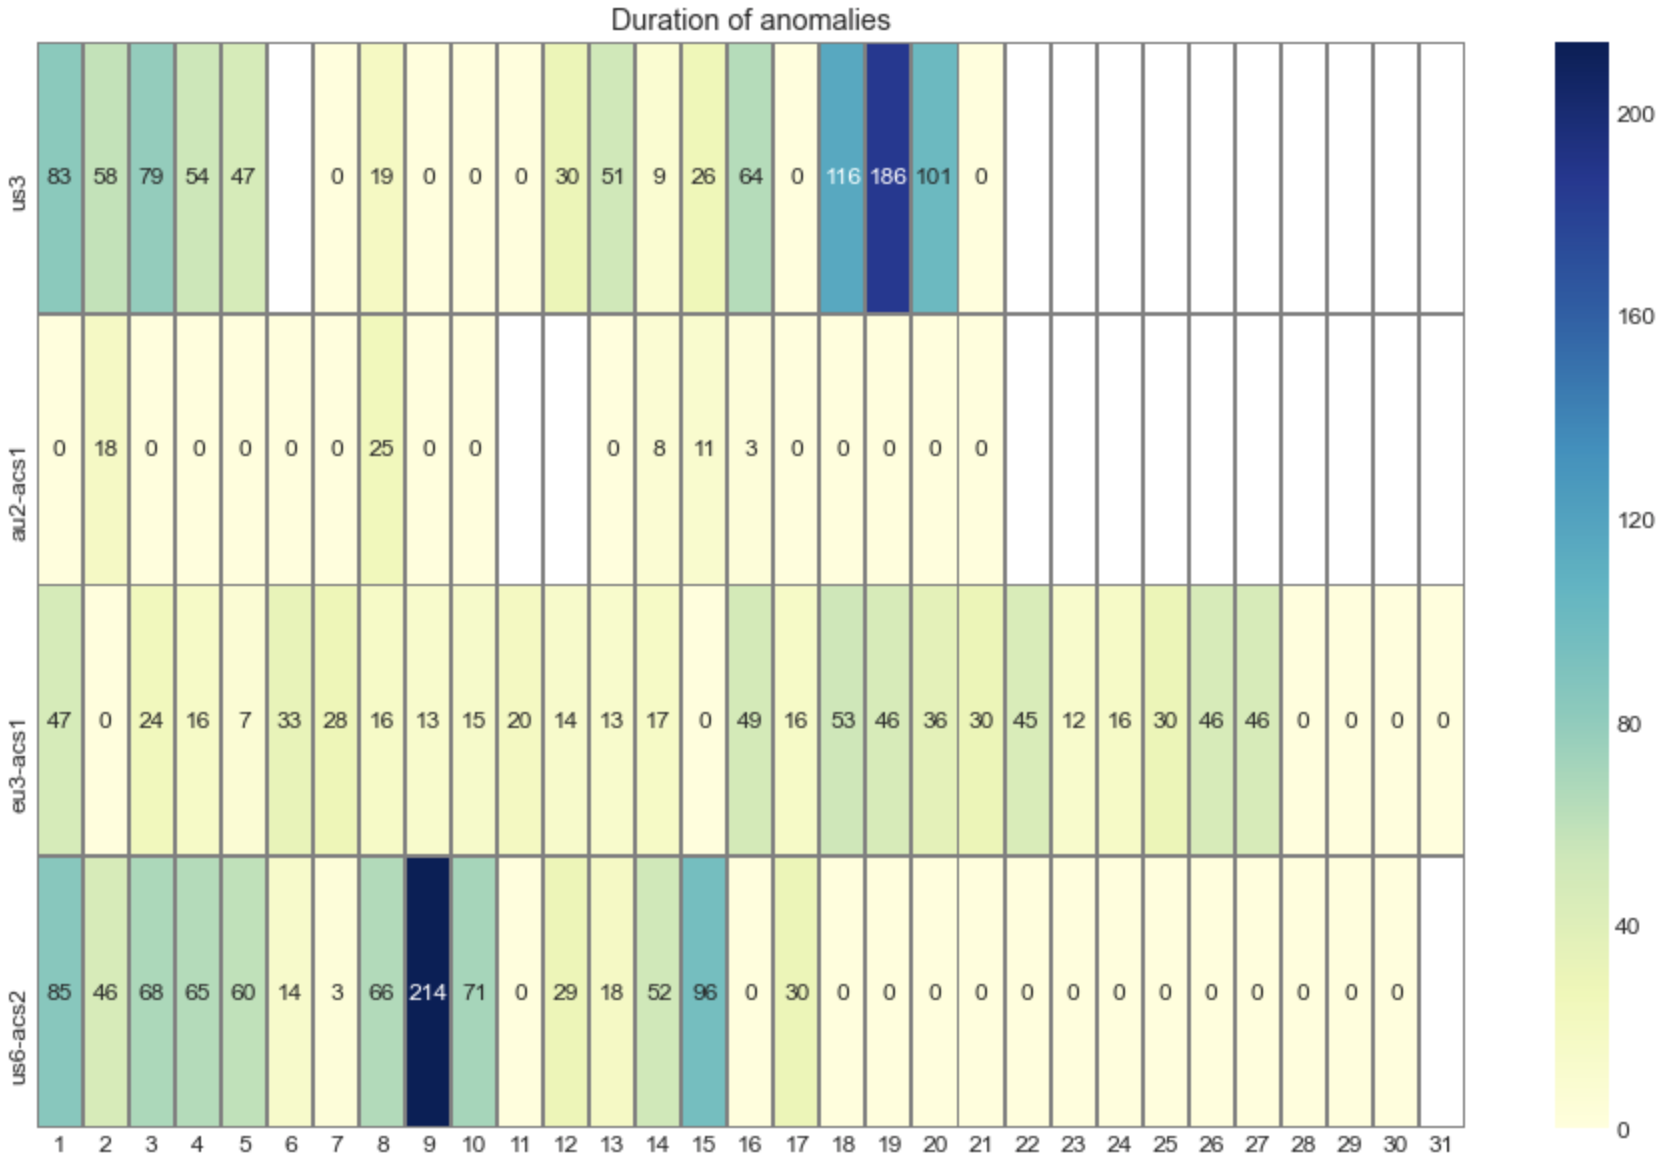 Duration of anomalies
us3
83 58 79 54 47 0 19 0 0 0 30 51 9 26 64 0 116 186 101 0
au2-acs1
0 18 0 0 0 0 0 25 0 0 0 8 11 3 0 0 0 0 0
eu3-acs1
47 0 24 16 7 33 28 16 13 15 20 14 13 17 0 49 16 53 46 36 30 45 12 16 30 46 46 0 0 0 0
us6-acs2
85 46 68 65 60 14 3 66 214 71 0 29 18 52 96 0 30 0 0 0 0 0 0 0 0 0 0 0 0 0
1 2 3 4 5 6 7 8 9 10 11 12 13 14 15 16 17 18 19 20 21 22 23 24 25 26 27 28 29 30 31
200
160
120
80
40
0